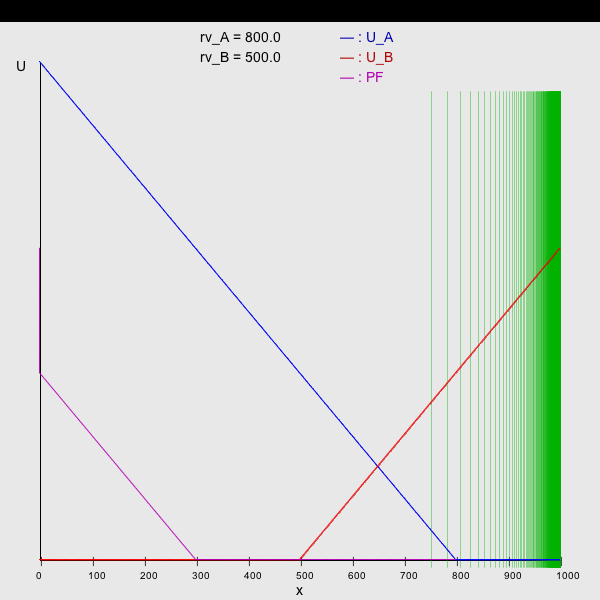 rv_A = 800.0 — : U_A
rv_B = 500.0 — : U_B
— : PF
U
0 100 200 300 400 500 600 700 800 900 1000
x